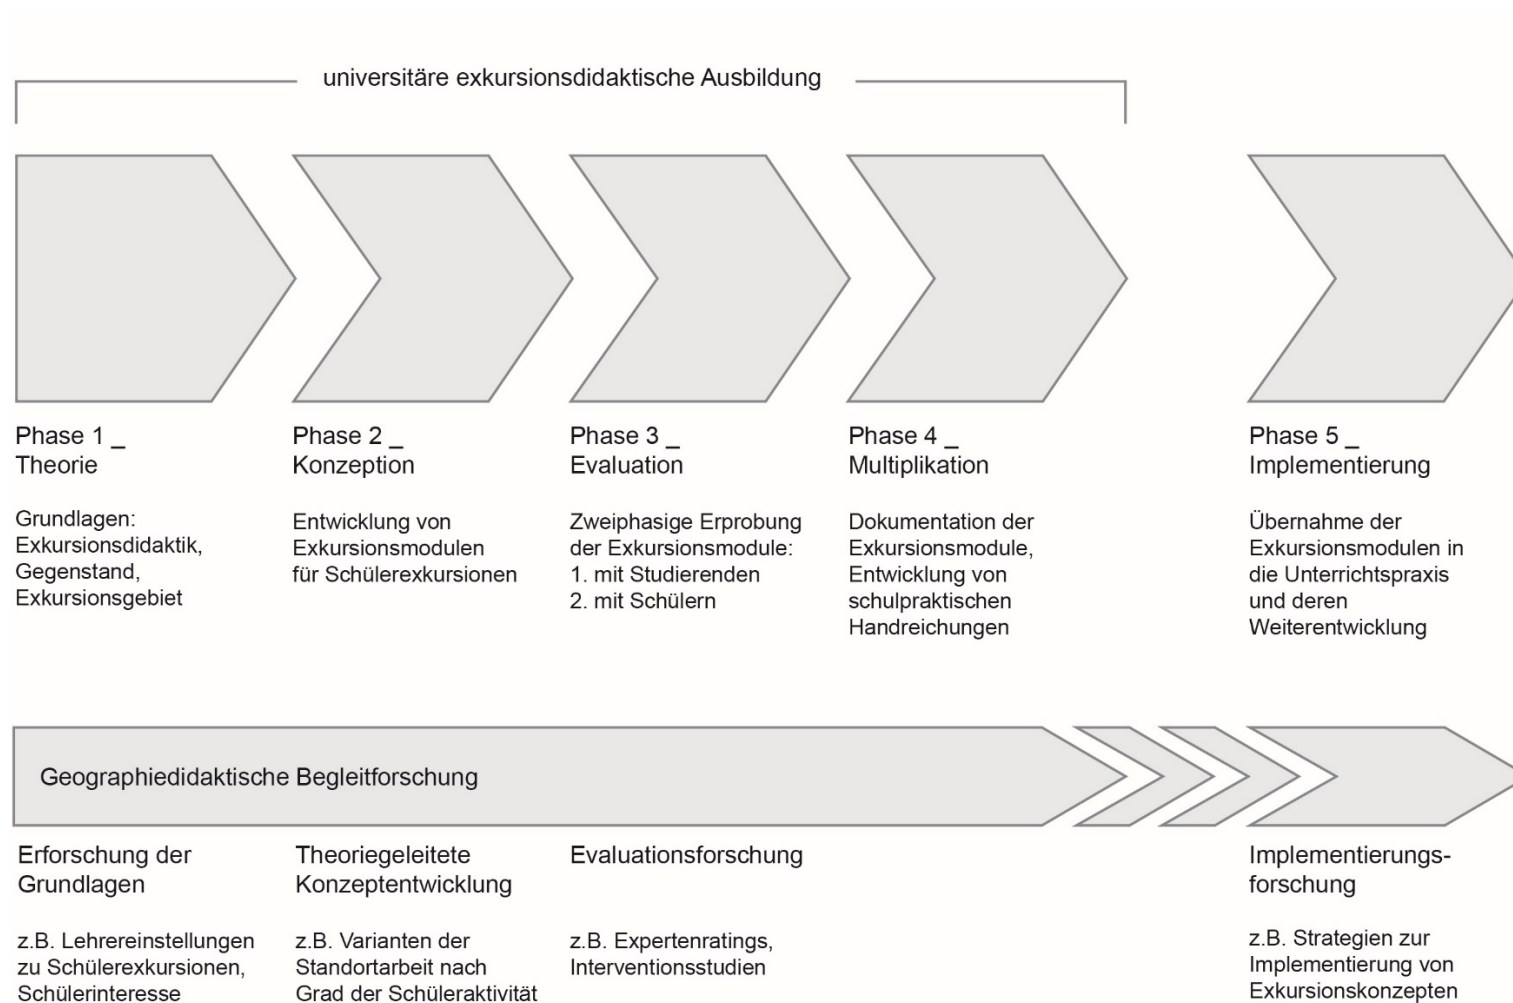 universitäre exkursionsdidaktische Ausbildung
Phase 1 _
Theorie
Grundlagen:
Exkursionsdidaktik,
Gegenstand,
Exkursionsgebiet
Phase 2 _
Konzeption
Entwicklung von
Exkursionsmodulen
für Schülerexkursionen
Phase 3 _
Evaluation
Zweiphasige Erprobung
der Exkursionsmodule:
1. mit Studierenden
2. mit Schülern
Phase 4 _
Multiplikation
Dokumentation der
Exkursionsmodule,
Entwicklung von
schulpraktischen
Handreichungen
Phase 5 _
Implementierung
Übernahme der
Exkursionsmodulen in
die Unterrichtspraxis
und deren
Weiterentwicklung
Geographiedidaktische Begleitforschung
Erforschung der
Grundlagen
z.B. Lehrereinstellungen
zu Schülerexkursionen,
Schülerinteresse
Theoriegeleitete
Konzeptentwicklung
z.B. Varianten der
Standortarbeit nach
Grad der Schüleraktivität
Evaluationsforschung
z.B. Expertenratings,
Interventionsstudien
Implementierungs-
forschung
z.B. Strategien zur
Implementierung von
Exkursionskonzepten